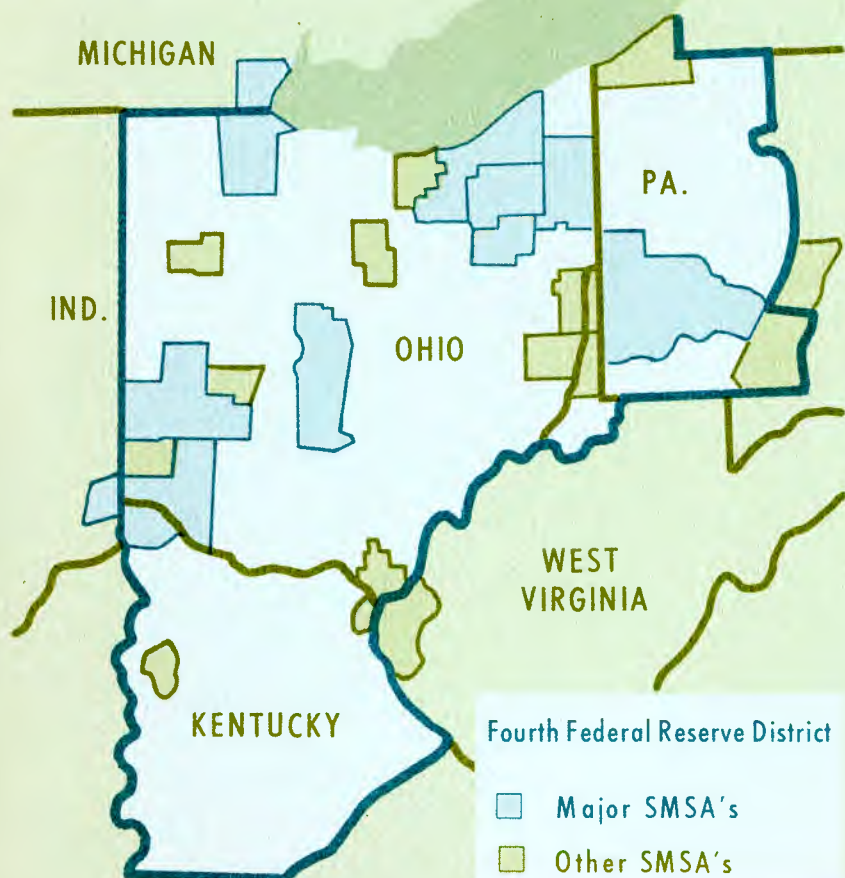 MICHIGAN
PA.
IND.
OHIO
WEST
VIRGINIA
KENTUCKY
Fourth Federal Reserve District
Major SMSA's
Other SMSA's